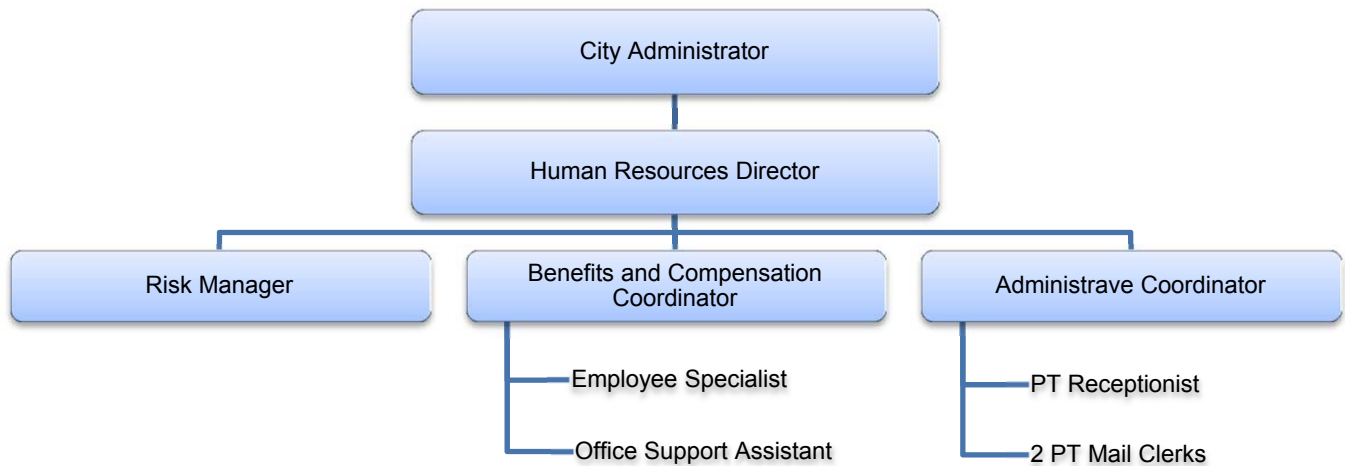 City Administrator
Human Resources Director
Risk Manager
Benefits and Compensation
Coordinator
Administrave Coordinator
Employee Specialist
PT Receptionist
Office Support Assistant
2 PT Mail Clerks